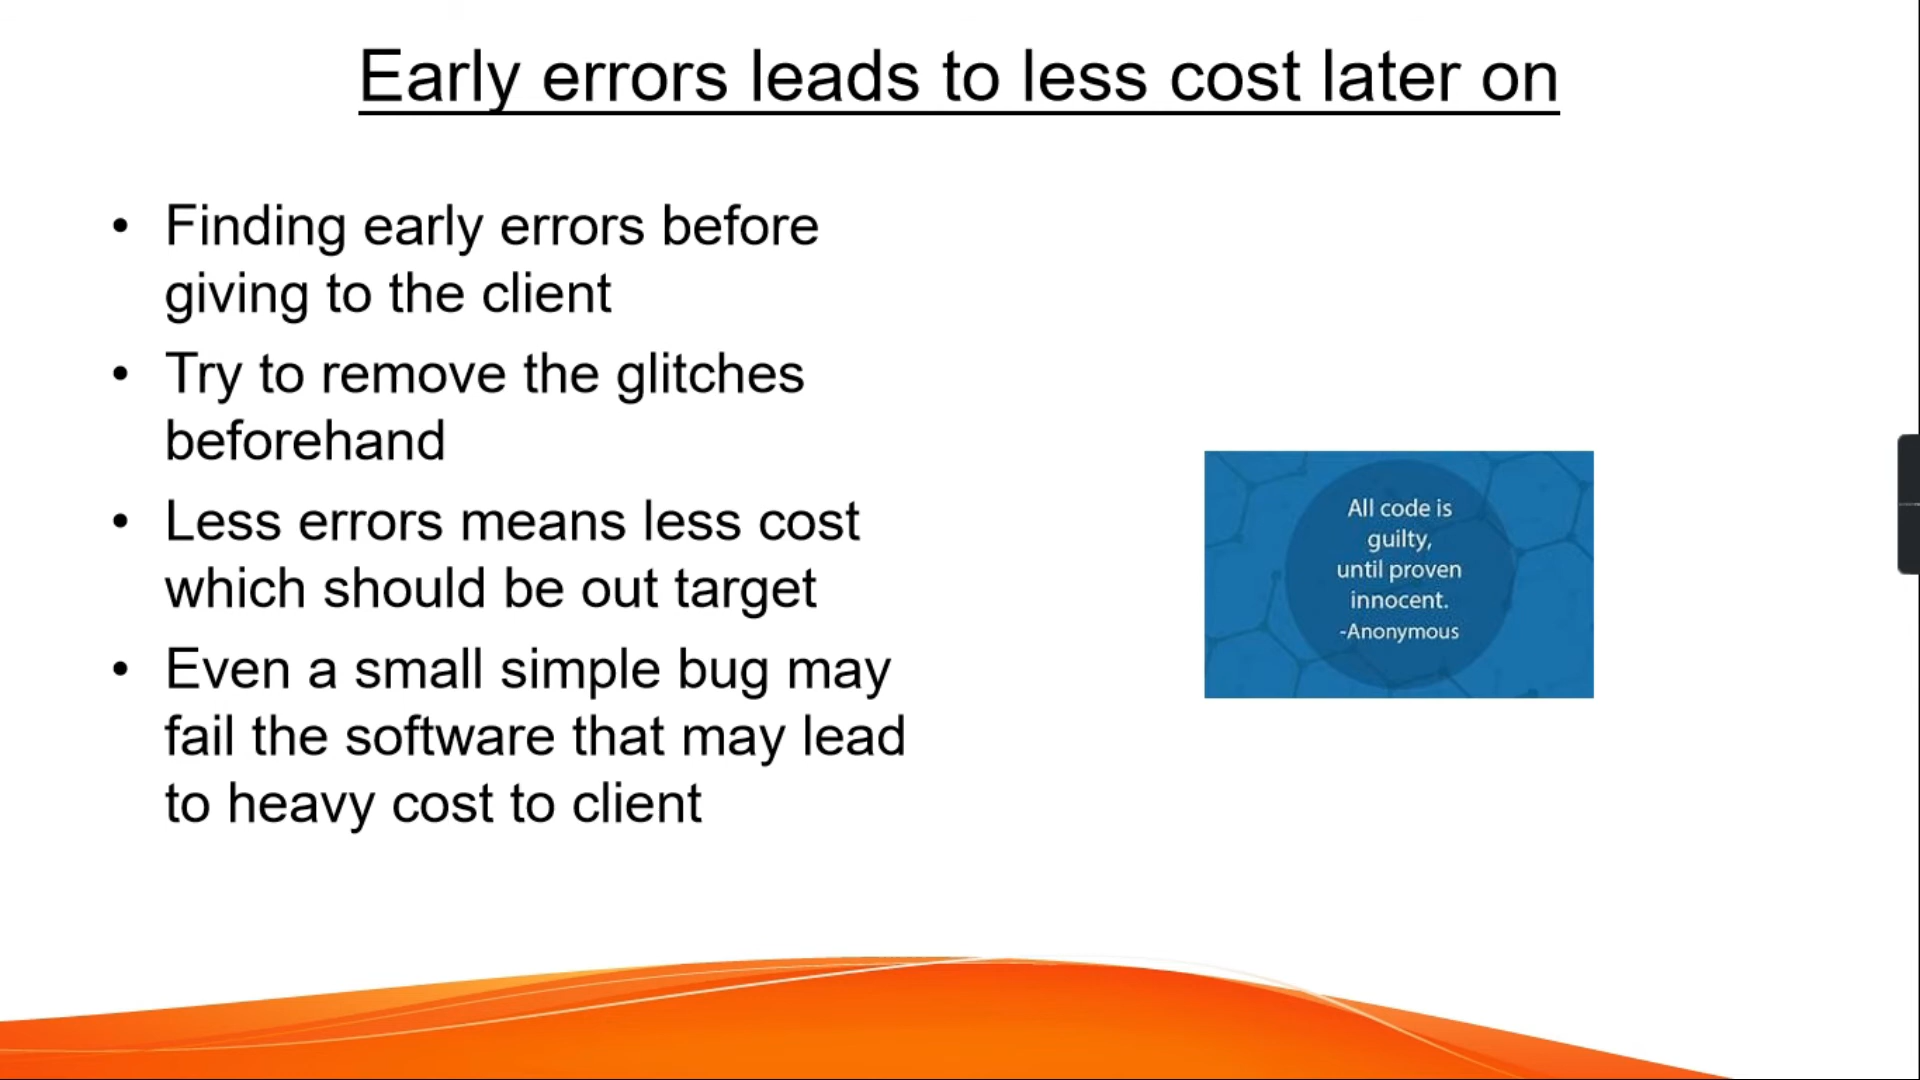 Early errors leads to less cost later on
• Finding early errors before
giving to the client
• Try to remove the glitches
beforehand
• Less errors means less cost
which should be out target
• Even a small simple bug may
fail the software that may lead
to heavy cost to client
All code is
guilty,
until proven
innocent.
-Anonymous